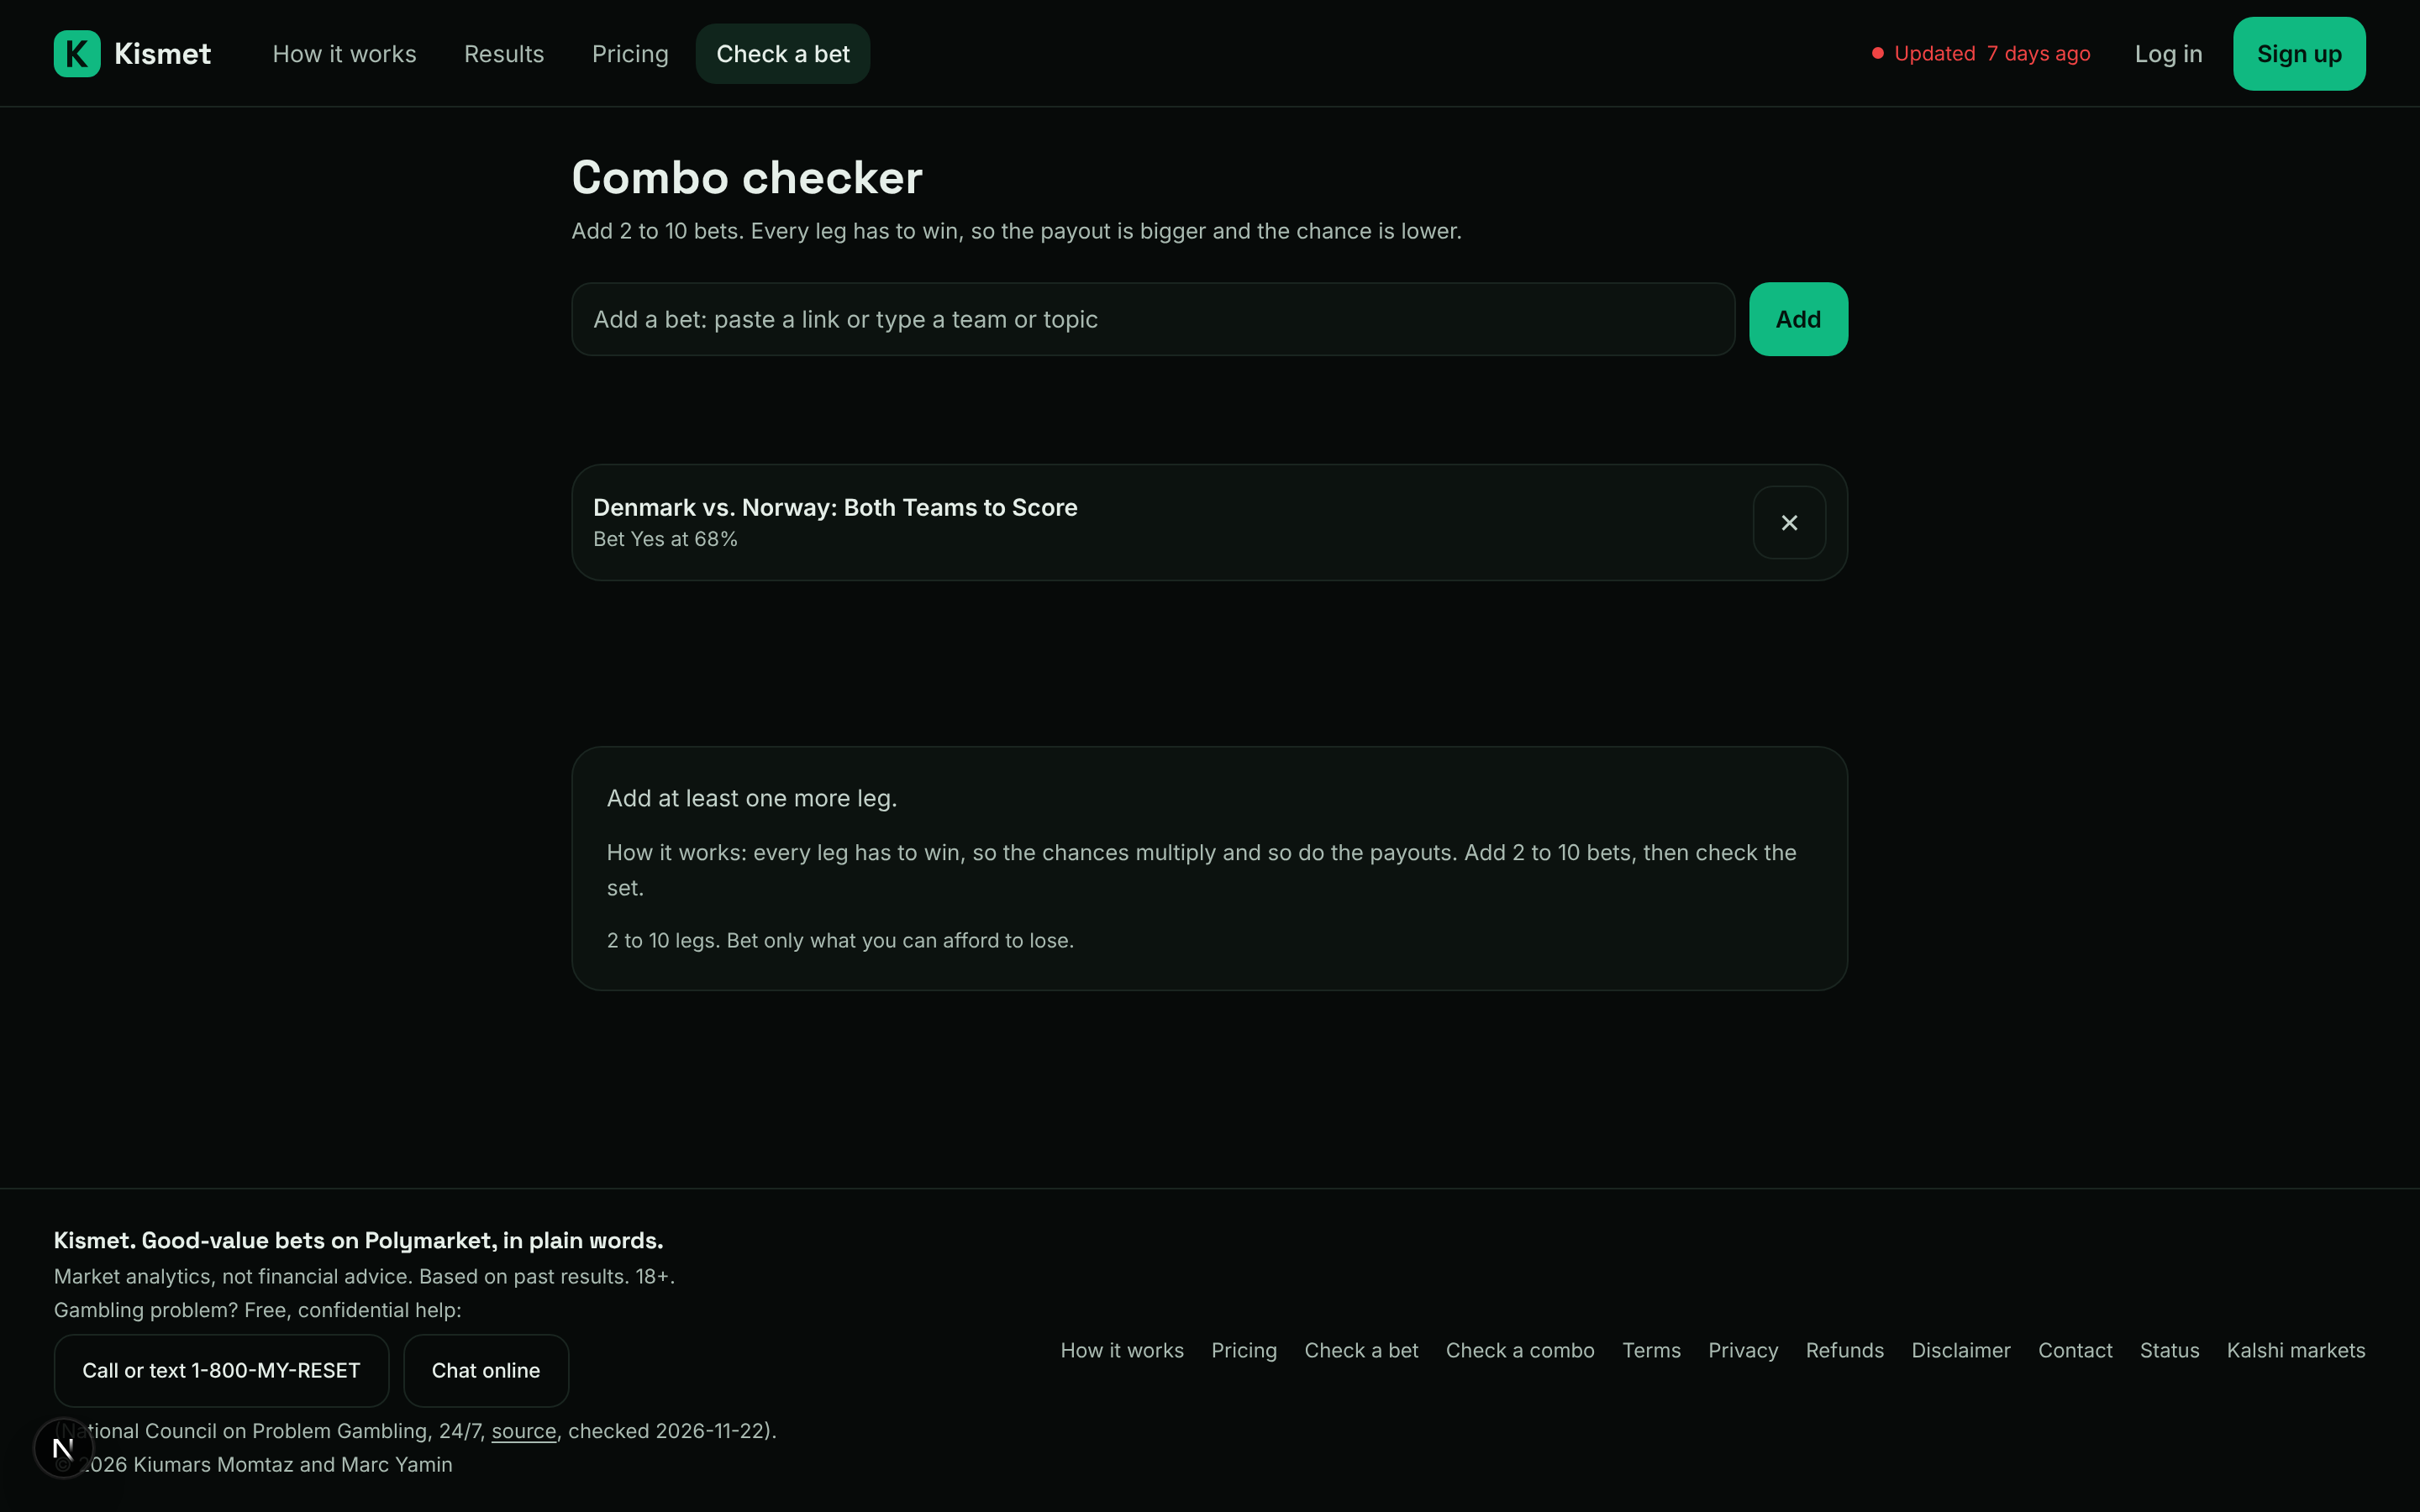 K Kismet How it works Results Pricing Check a bet Updated 7 days ago Log in Sign up
Combo checker
Add 2 to 10 bets. Every leg has to win, so the payout is bigger and the chance is lower.
Add a bet: paste a link or type a team or topic Add
Denmark vs. Norway: Both Teams to Score
Bet Yes at 68%
Add at least one more leg.
How it works: every leg has to win, so the chances multiply and so do the payouts. Add 2 to 10 bets, then check the
set.
2 to 10 legs. Bet only what you can afford to lose.
Kismet. Good-value bets on Polymarket, in plain words.
Market analytics, not financial advice. Based on past results. 18+.
Gambling problem? Free, confidential help:
Call or text 1-800-MY-RESET Chat online
How it works Pricing Check a bet Check a combo Terms Privacy Refunds Disclaimer Contact Status Kalshi markets
(National Council on Problem Gambling, 24/7, source, checked 2026-11-22).
N
© 2026 Kiumars Momtaz and Marc Yamin